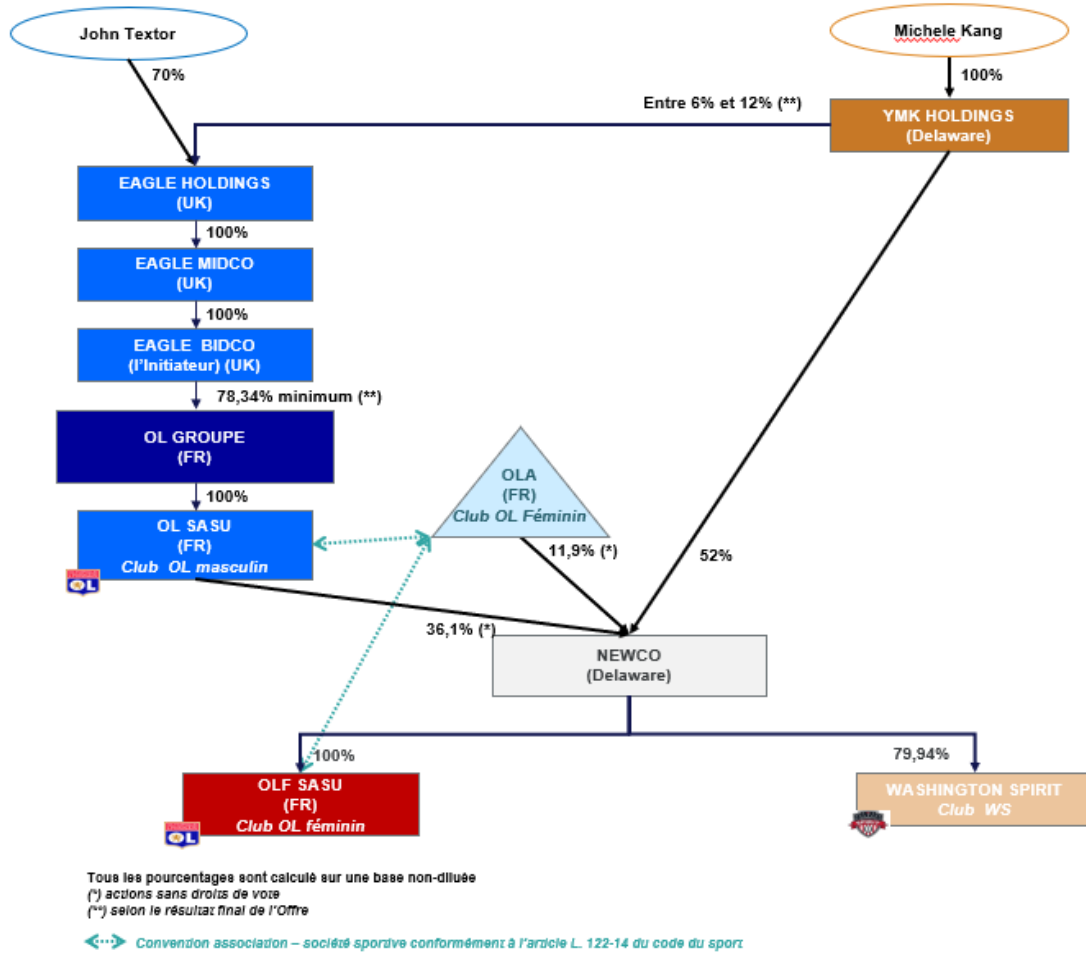 John Textor
Michele Kang
70%
100%
Entre 6% et 12% (**)
YMK HOLDINGS
(Delaware)
EAGLE HOLDINGS
(UK)
100%
EAGLE MIDCO
(UK)
100%
EAGLE BIDCO
(l'Initiateur) (UK)
78,34% minimum (**)
OL GROUPE
(FR)
100%
OLA
(FR)
Club OL Féminin
OL SASU
(FR)
Club OL masculin
OL
11,9% (*)
52%
36,1% (*)
NEWCO
(Delaware)
100%
79,94%
OLF SASU
(FR)
Club OL féminin
OL
WASHINGTON SPIRIT
Club WS
Tous les pourcentages sont calculé sur une base non-diluée
(*) actions sans droits de vote
(**) selon le résultat final de l'Offre
Convention association – société sportive conformément à l'article L. 122-14 du code du sport